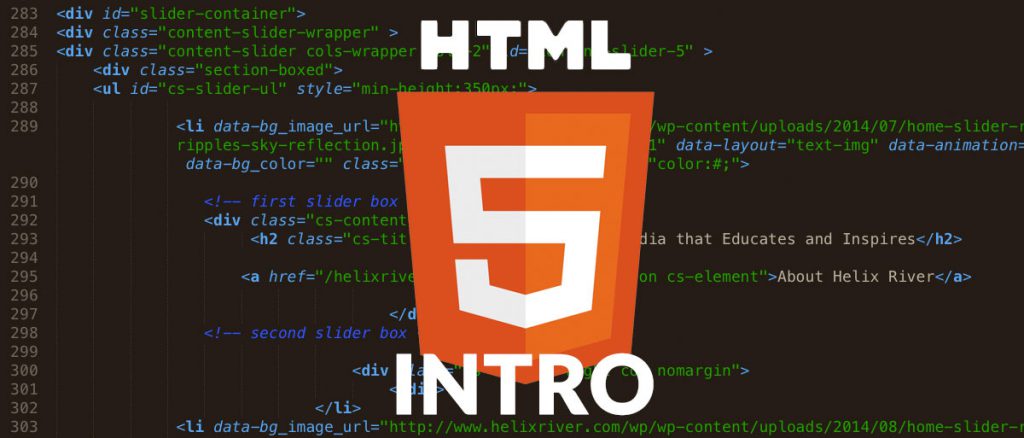 HTML
5
INTRO
283 <div id="slider-container">
284 <div class="content-slider-wrapper" >
285 <div class="content-slider cols-wrapper -2" slider-5" >
286 <div class="section-boxed">
287 <ul id="cs-slider-ul" style="min-height:350px;">
288
289 <li data-bg_image_url="h /wp-content/uploads/2014/07/home-slider-
ripples-sky-reflection.jp 1" data-layout="text-img" data-animation=
data-bg_color="" class= "color:#;">
290
291 <!-- first slider box
292 <div class="cs-content
293 <h2 class="cs-tit dia that Educates and Inspires</h2>
294
295 <a href="/helixriver on cs-element">About Helix River</a>
296
297 </d
298 <!-- second slider box
299
300 <div nomargin">
301
302 </li>
303 <li data-bg_image_url="http://www.helixriver.com/wp/wp-content/uploads/2014/08/home-slider-